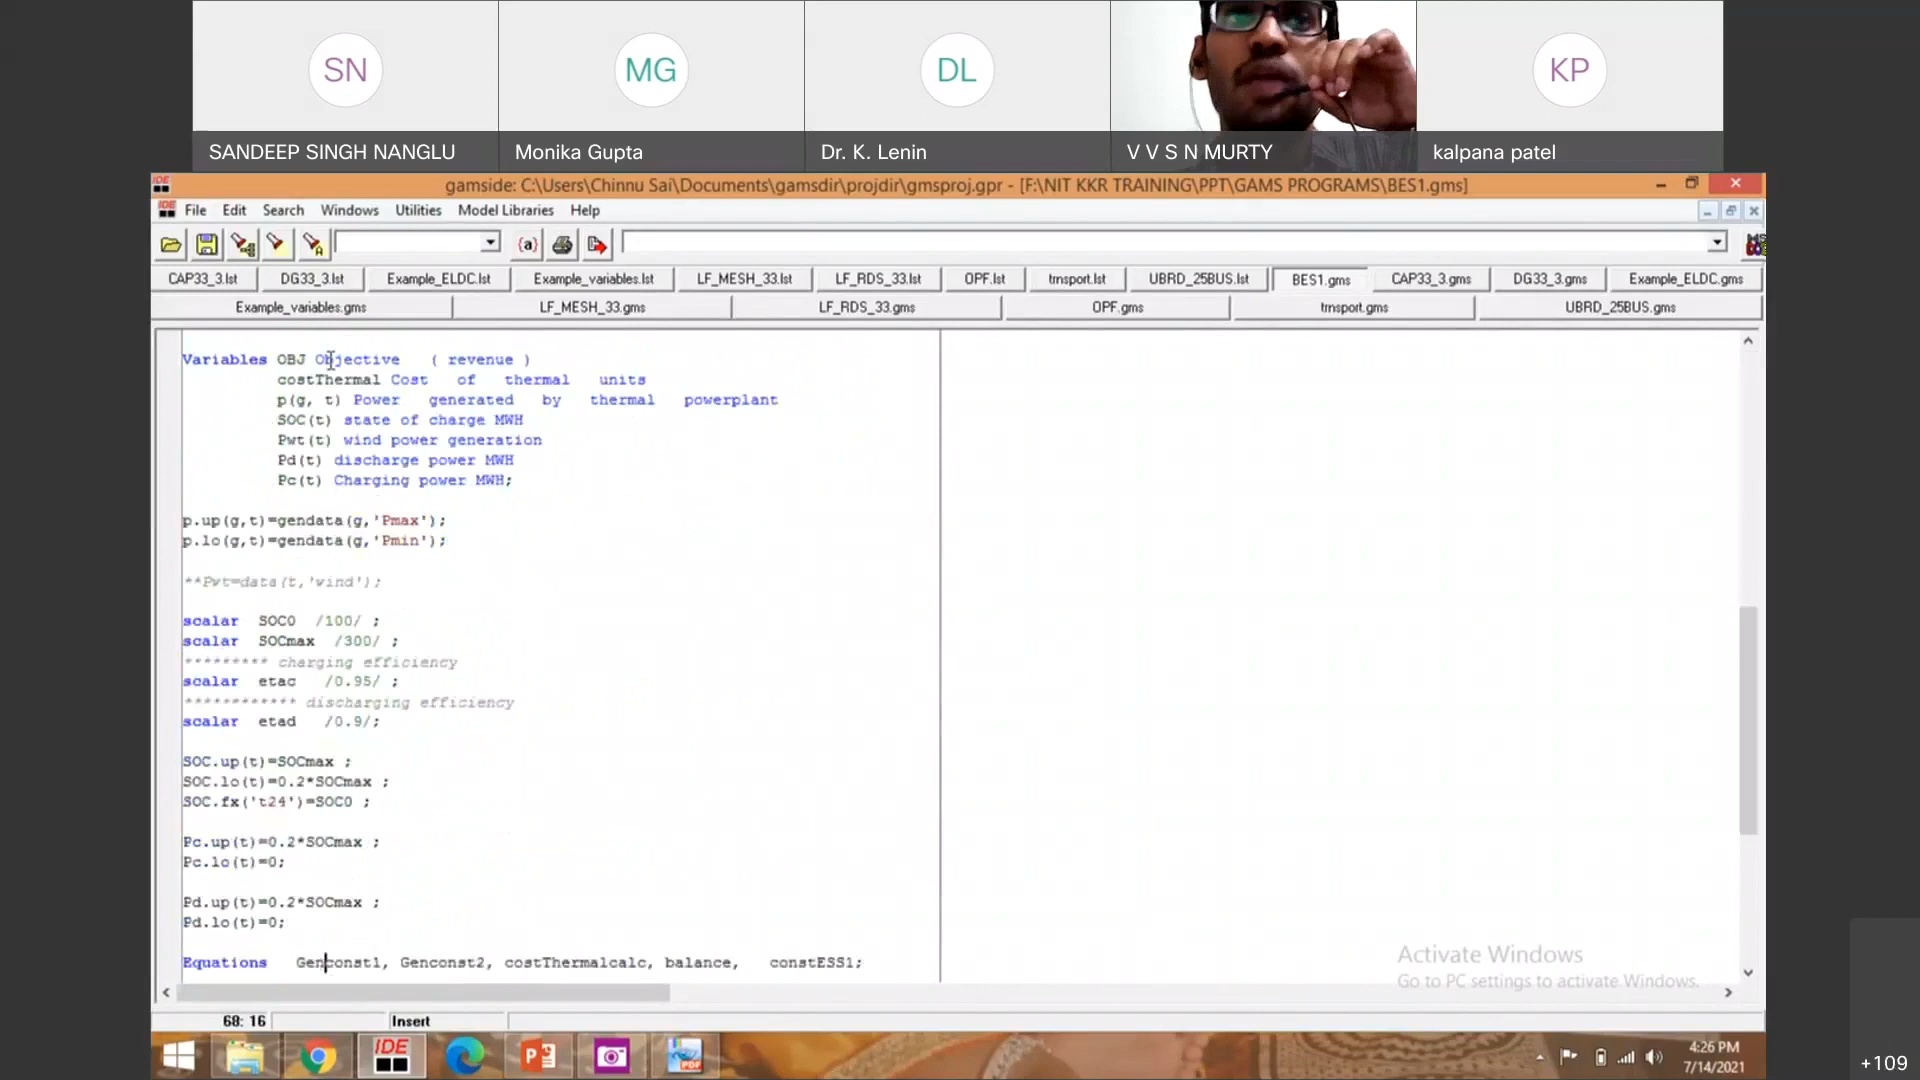 SN MG DL KP
SANDEEP SINGH NANGLU Monika Gupta Dr. K. Lenin V V S N MURTY kalpana patel
IDE gamside: C:\Users\Chinnu Sai\Documents\gamsdir\projdir\gmsproj.gpr - [F:\NIT KKR TRAINING\PPT\GAMS PROGRAMS\BES1.gms]
IDE File Edit Search Windows Utilities Model Libraries Help
{a}
CAP33_3.lst DG33_3.lst Example_ELDC.lst Example_variables.lst LF_MESH_33.lst LF_RDS_33.lst OPF.lst trnsport.lst UBRD_25BUS.lst BES1.gms CAP33_3.gms DG33_3.gms Example_ELDC.gms
Example_variables.gms LF_MESH_33.gms LF_RDS_33.gms OPF.gms trnsport.gms UBRD_25BUS.gms
Variables OBJ Objective ( revenue )
costThermal Cost of thermal units
p(g, t) Power generated by thermal powerplant
SOC(t) state of charge MWH
Pwt(t) wind power generation
Pd(t) discharge power MWH
Pc(t) Charging power MWH;
p.up(g,t)=gendata(g,'Pmax');
p.lo(g,t)=gendata(g,'Pmin');
**Pwt=data(t,'wind');
scalar SOC0 /100/ ;
scalar SOCmax /300/ ;
********* charging efficiency
scalar etac /0.95/ ;
************ discharging efficiency
scalar etad /0.9/;
SOC.up(t)=SOCmax ;
SOC.lo(t)=0.2*SOCmax ;
SOC.fx('t24')=SOC0 ;
Pc.up(t)=0.2*SOCmax ;
Pc.lo(t)=0;
Pd.up(t)=0.2*SOCmax ;
Pd.lo(t)=0;
Equations Genconst1, Genconst2, costThermalcalc, balance, constESS1;
Activate Windows
Go to PC settings to activate Windows.
68: 16 Insert
IDE
4:26 PM
7/14/2021
+109